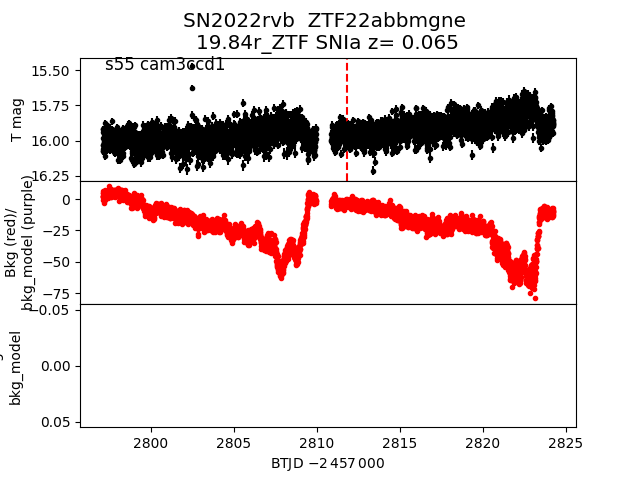 SN2022rvb ZTF22abbmgne
19.84r_ZTF SNIa z= 0.065
s55 cam3ccd1
T mag
15.50
15.75
16.00
16.25
Bkg (red)/
bkg_model (purple)
0
−25
−50
−75
bkg_model
−0.05
0.00
0.05
2800 2805 2810 2815 2820 2825
BTJD −2 457 000